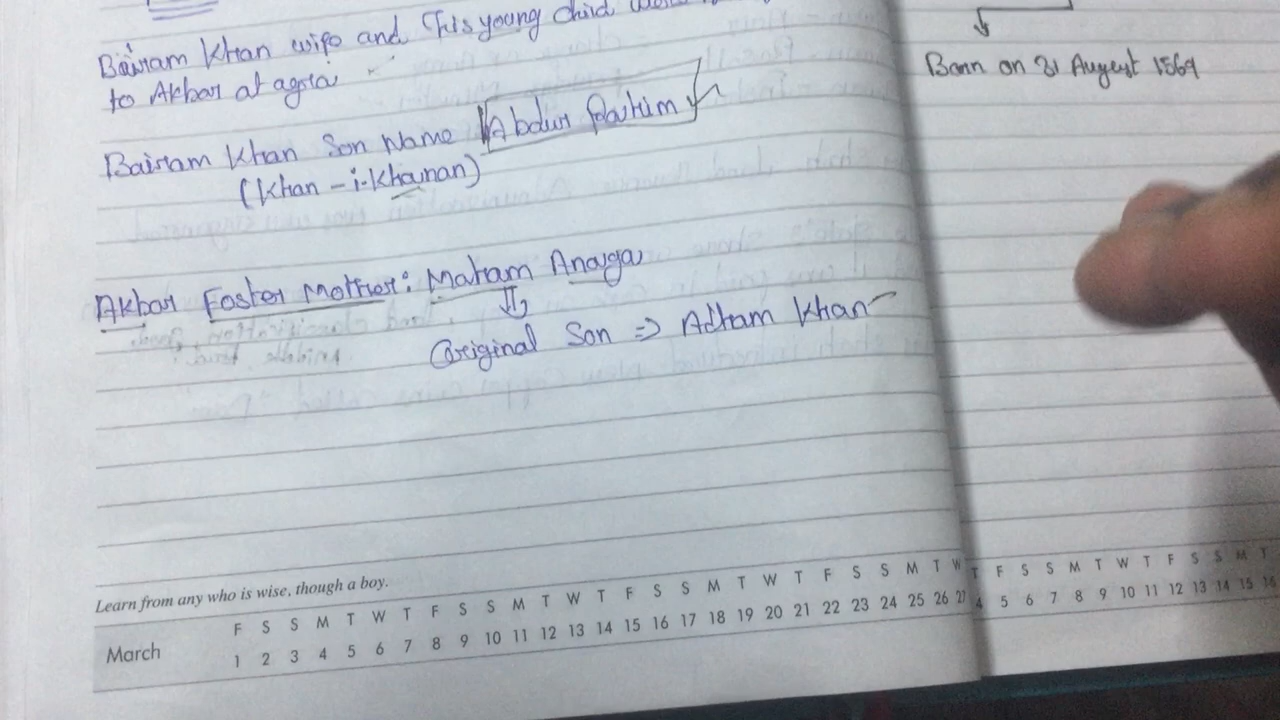 Bairam Khan wife and This young child
to Akbar at agra
Bairam Khan Son Name Abdur Rahim
(Khan-i-Khanan)
Akbar Foster Mother: Maham Anaga
Original Son => Adham Khan
Learn from any who is wise, though a boy.
F S S M T W T F S S M T W T F S S M T W T F S S M T W
March 1 2 3 4 5 6 7 8 9 10 11 12 13 14 15 16 17 18 19 20 21 22 23 24 25 26 27
Born on 31 August 1569
T F S S M T W T F S S M T
4 5 6 7 8 9 10 11 12 13 14 15 16